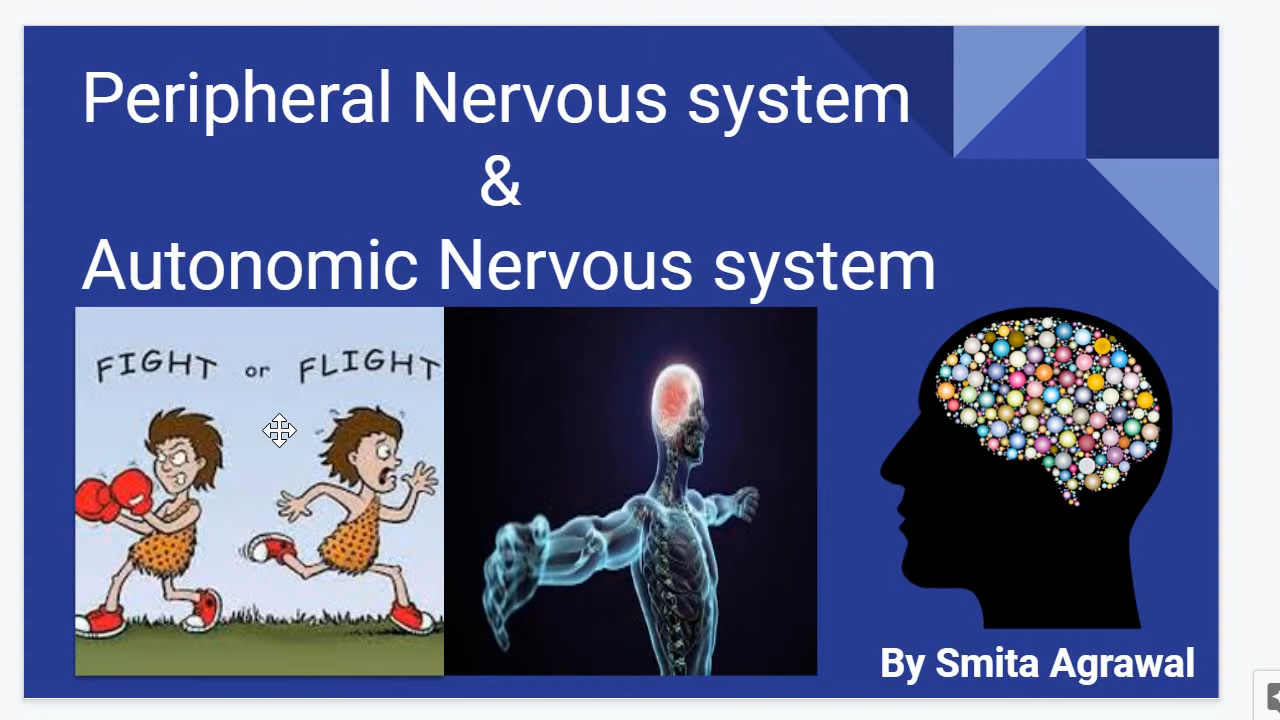 Peripheral Nervous system
&
Autonomic Nervous system
FIGHT or FLIGHT
By Smita Agrawal